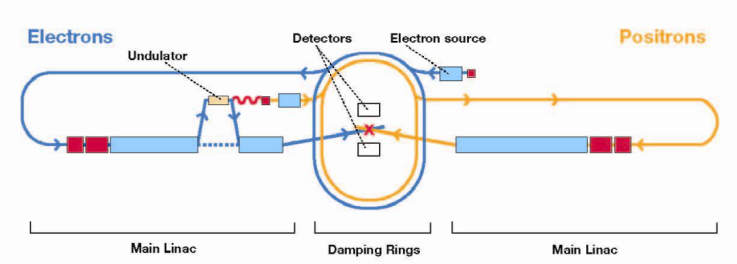 Electrons
Detectors
Electron source
Positrons
Undulator
Main Linac
Damping Rings
Main Linac